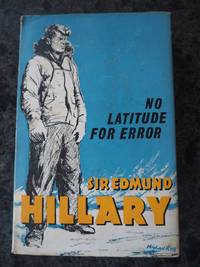 NO
LATITUDE
FOR ERROR
SIR EDMUND
HILLARY